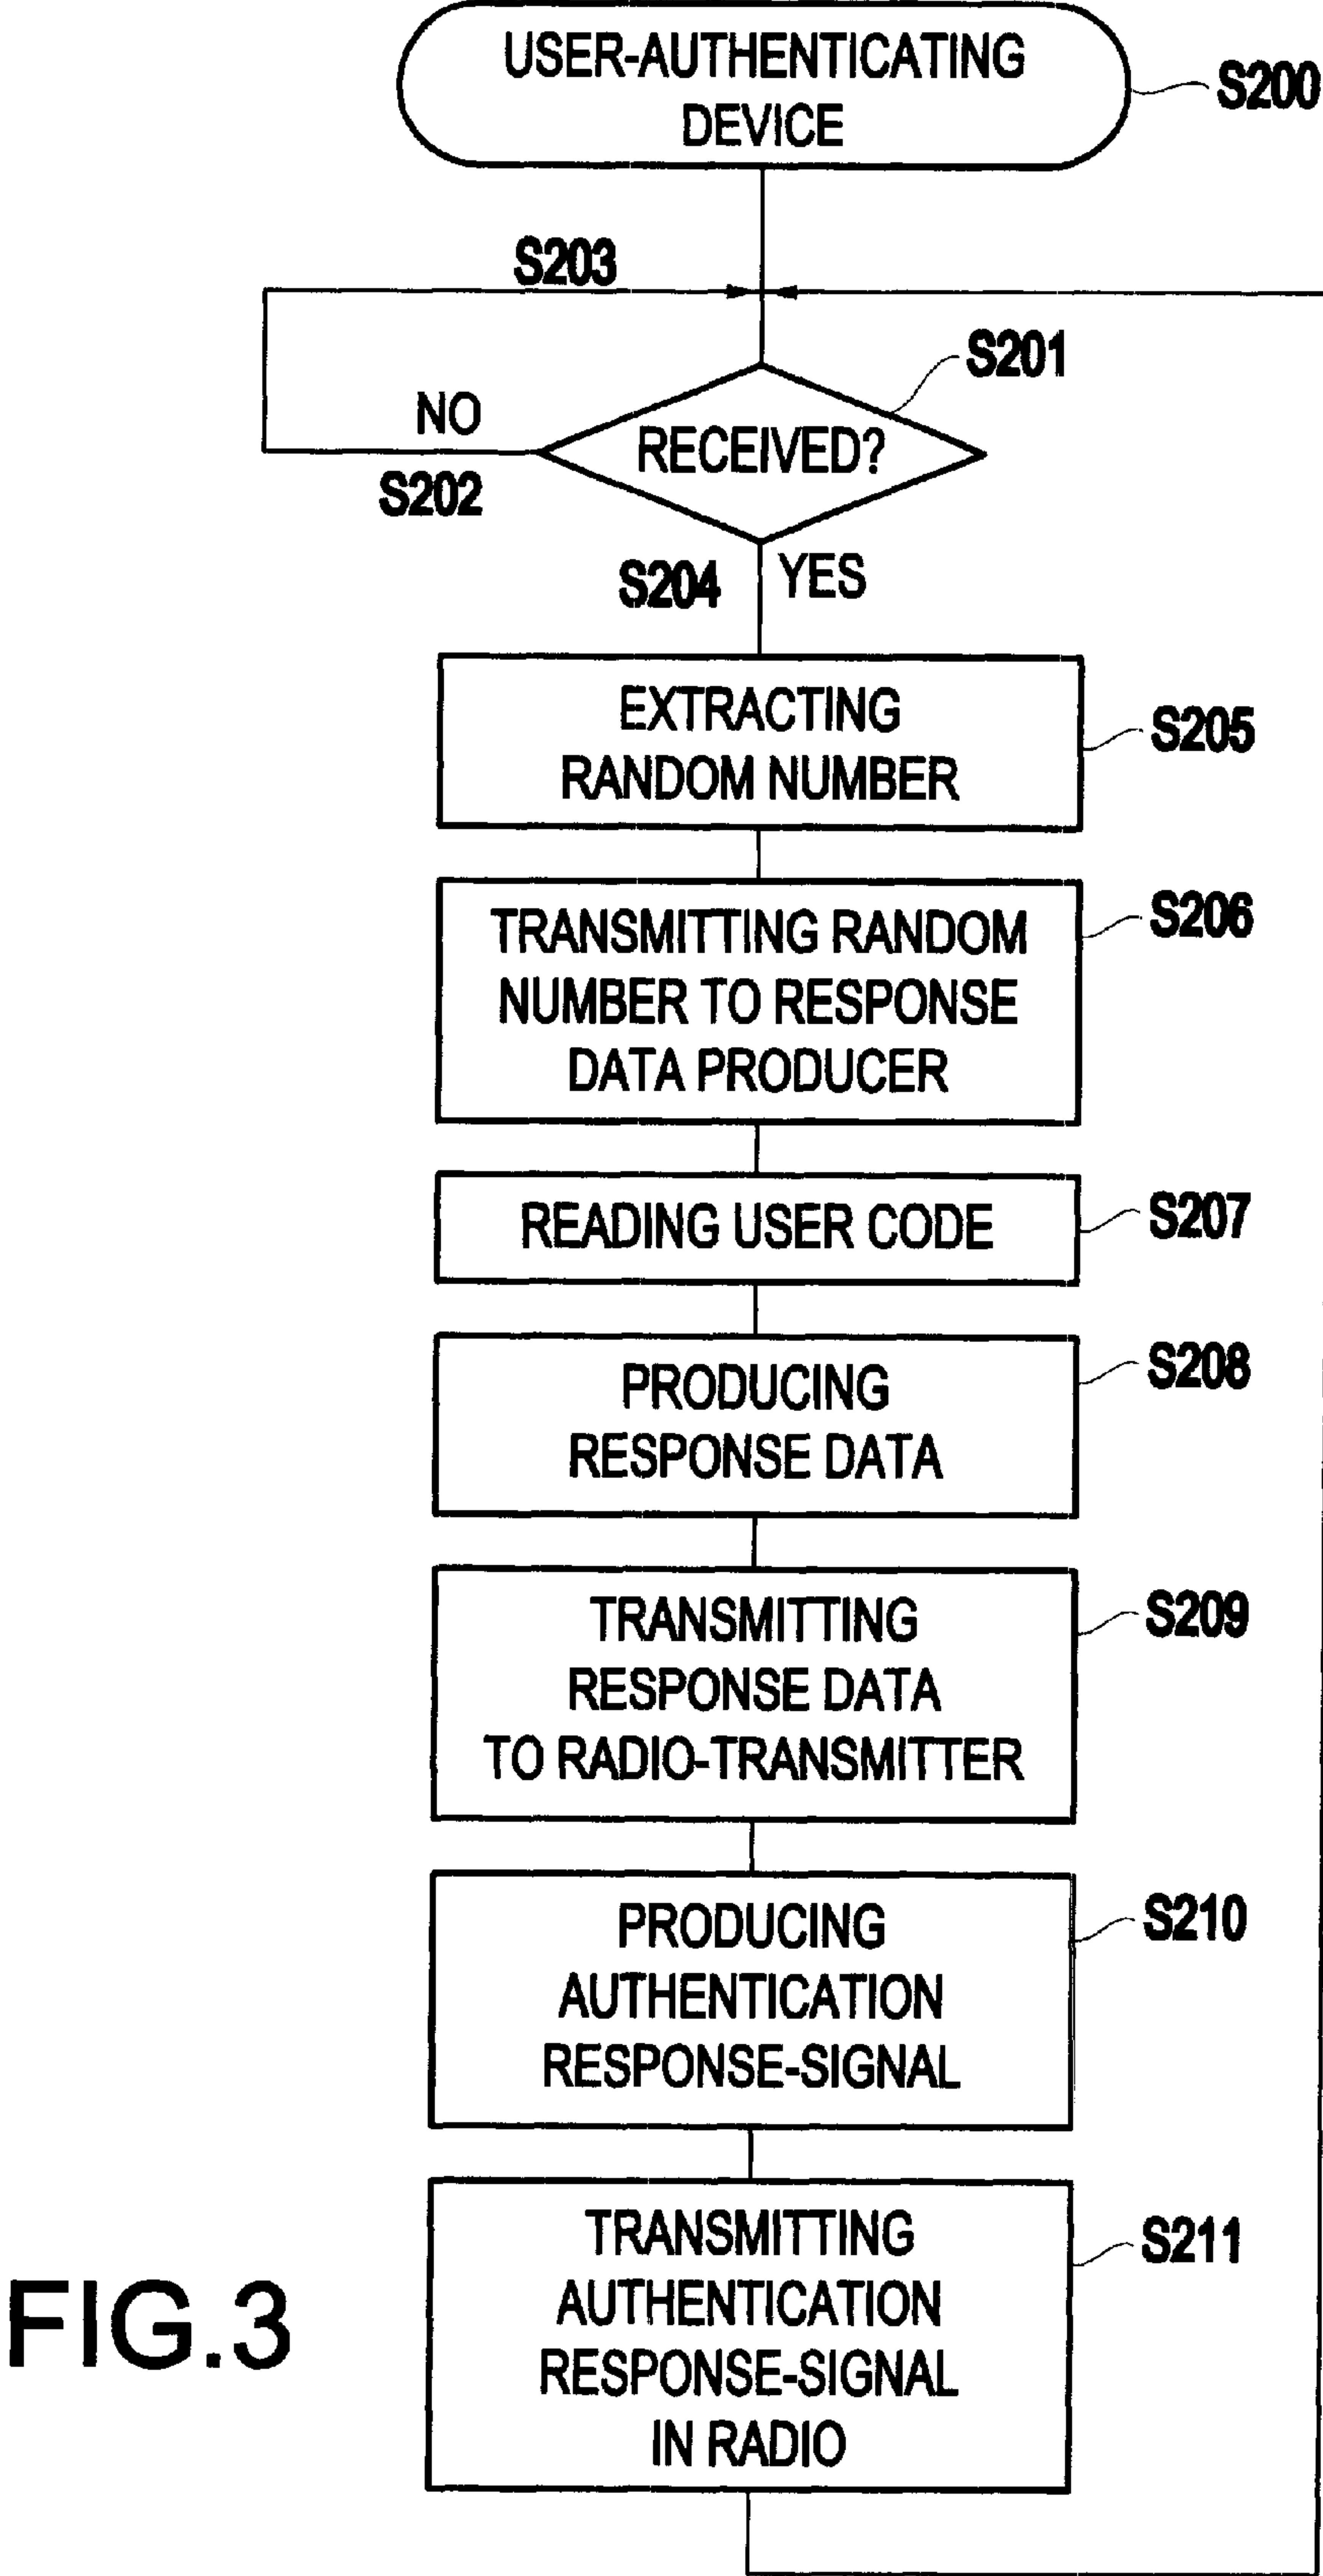 USER-AUTHENTICATING
DEVICE
S200
S203
S201
NO
RECEIVED?
S202
S204
YES
EXTRACTING
RANDOM NUMBER
S205
TRANSMITTING RANDOM
NUMBER TO RESPONSE
DATA PRODUCER
S206
READING USER CODE
S207
PRODUCING
RESPONSE DATA
S208
TRANSMITTING
RESPONSE DATA
TO RADIO-TRANSMITTER
S209
PRODUCING
AUTHENTICATION
RESPONSE-SIGNAL
S210
TRANSMITTING
AUTHENTICATION
RESPONSE-SIGNAL
IN RADIO
S211
FIG.3